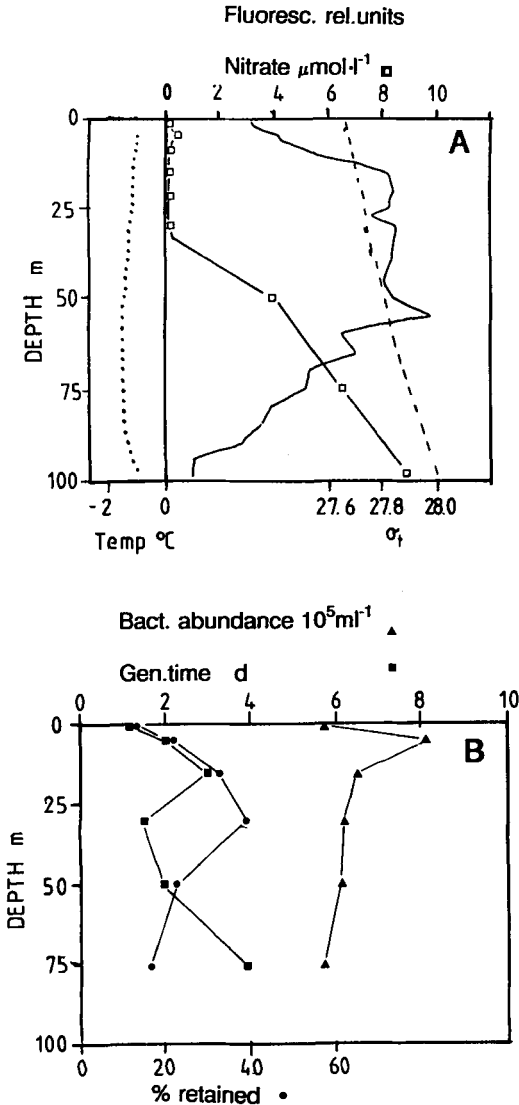 Fluoresc. rel.units
Nitrate μmol·l⁻¹
0 2 4 6 8 10
A
0
25
50
75
100
DEPTH m
-2 0 27.6 27.8 28.0
Temp °C σₜ
Bact. abundance 10⁵ml⁻¹
Gen.time d
0 2 4 6 8 10
B
0
25
50
75
100
DEPTH m
0 20 40 60
% retained